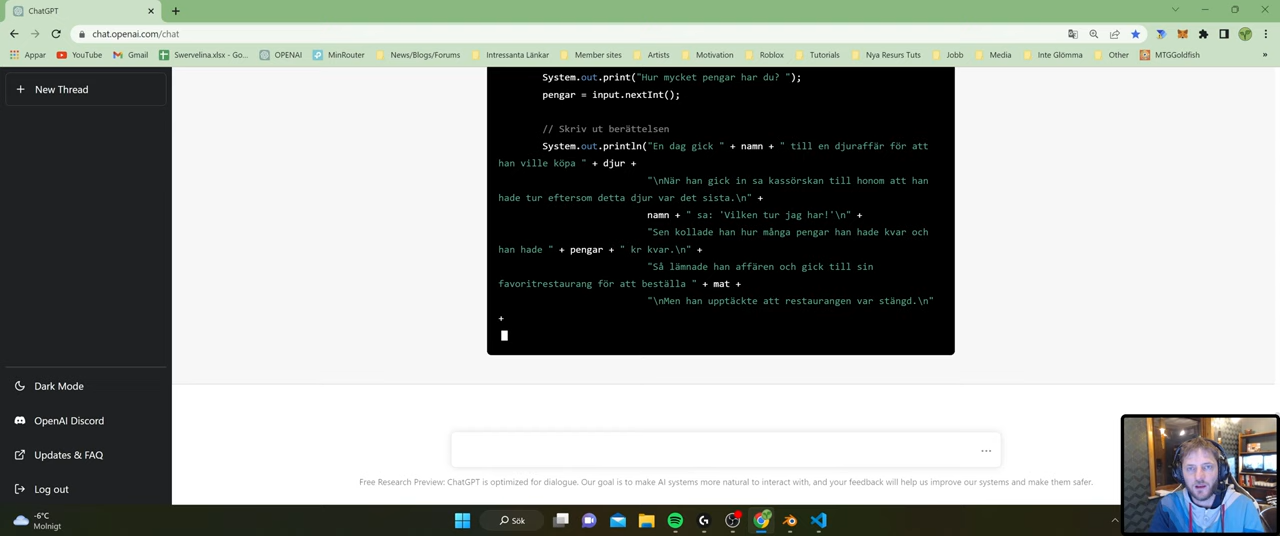 ChatGPT
chat.openai.com/chat
Appar YouTube Gmail Swervelina.xlsx - Go... OPENAI MinRouter News/Blogs/Forums Intressanta Länkar Member sites Artists Motivation Roblox Tutorials Nya Resurs Tuts Jobb Media Inte Glömma Other MTGGoldfish »
New Thread
System.out.print("Hur mycket pengar har du? ");
pengar = input.nextInt();
// Skriv ut berättelsen
System.out.println("En dag gick " + namn + " till en djuraffär för att
han ville köpa " + djur +
"\nNär han gick in sa kassörskan till honom att han
hade tur eftersom detta djur var det sista.\n" +
namn + " sa: 'Vilken tur jag har!'\n" +
"Sen kollade han hur många pengar han hade kvar och
han hade " + pengar + " kr kvar.\n" +
"Så lämnade han affären och gick till sin
favoritrestaurang för att beställa " + mat +
"\nMen han upptäckte att restaurangen var stängd.\n"
+
Dark Mode
OpenAI Discord
Updates & FAQ
Log out
Free Research Preview: ChatGPT is optimized for dialogue. Our goal is to make AI systems more natural to interact with, and your feedback will help us improve our systems and make them safer.
-6°C
Molnigt
Sök